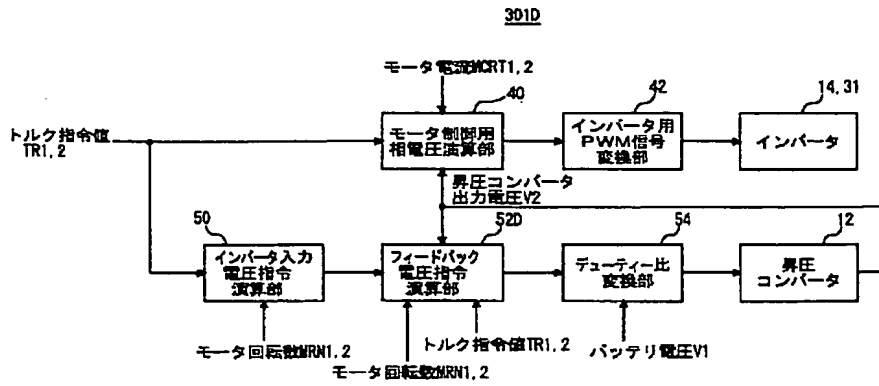 301D
モータ電流MCRT1,2
40
42
14,31
トルク指令値
TR1,2
モータ制御用
相電圧演算部
インバータ用
PWM信号
変換部
インバータ
昇圧コンバータ
出力電圧V2
50
52D
54
12
インバータ入力
電圧指令
演算部
フィードバック
電圧指令
演算部
デューティー比
変換部
昇圧
コンバータ
モータ回転数MRN1,2
トルク指令値TR1,2
バッテリ電圧V1
モータ回転数MRN1,2